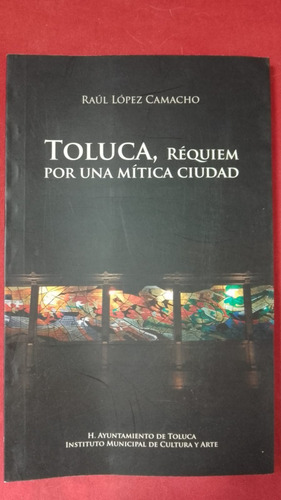 Raúl López Camacho
Toluca, Réquiem
por una mítica ciudad
H. Ayuntamiento de Toluca
Instituto Municipal de Cultura y Arte